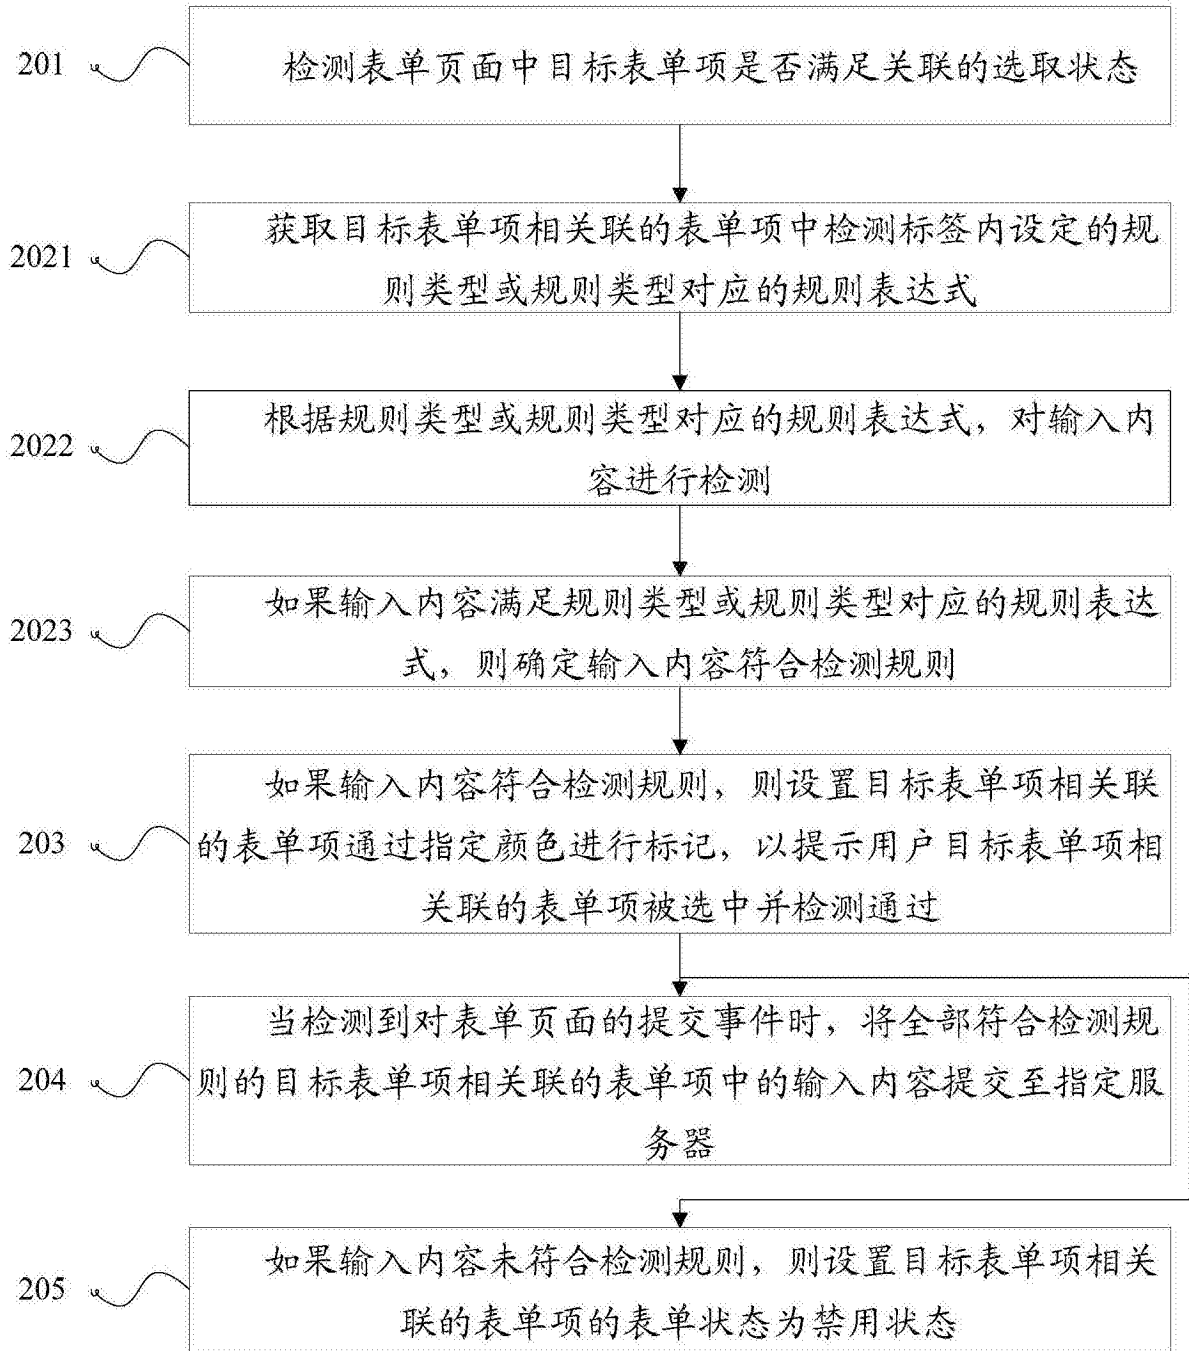 201
检测表单页面中目标表单项是否满足关联的选取状态
2021
获取目标表单项相关联的表单项中检测标签内设定的规
则类型或规则类型对应的规则表达式
2022
根据规则类型或规则类型对应的规则表达式，对输入内
容进行检测
2023
如果输入内容满足规则类型或规则类型对应的规则表达
式，则确定输入内容符合检测规则
203
如果输入内容符合检测规则，则设置目标表单项相关联
的表单项通过指定颜色进行标记，以提示用户目标表单项相
关联的表单项被选中并检测通过
204
当检测到对表单页面的提交事件时，将全部符合检测规
则的目标表单项相关联的表单项中的输入内容提交至指定服
务器
205
如果输入内容未符合检测规则，则设置目标表单项相关
联的表单项的表单状态为禁用状态